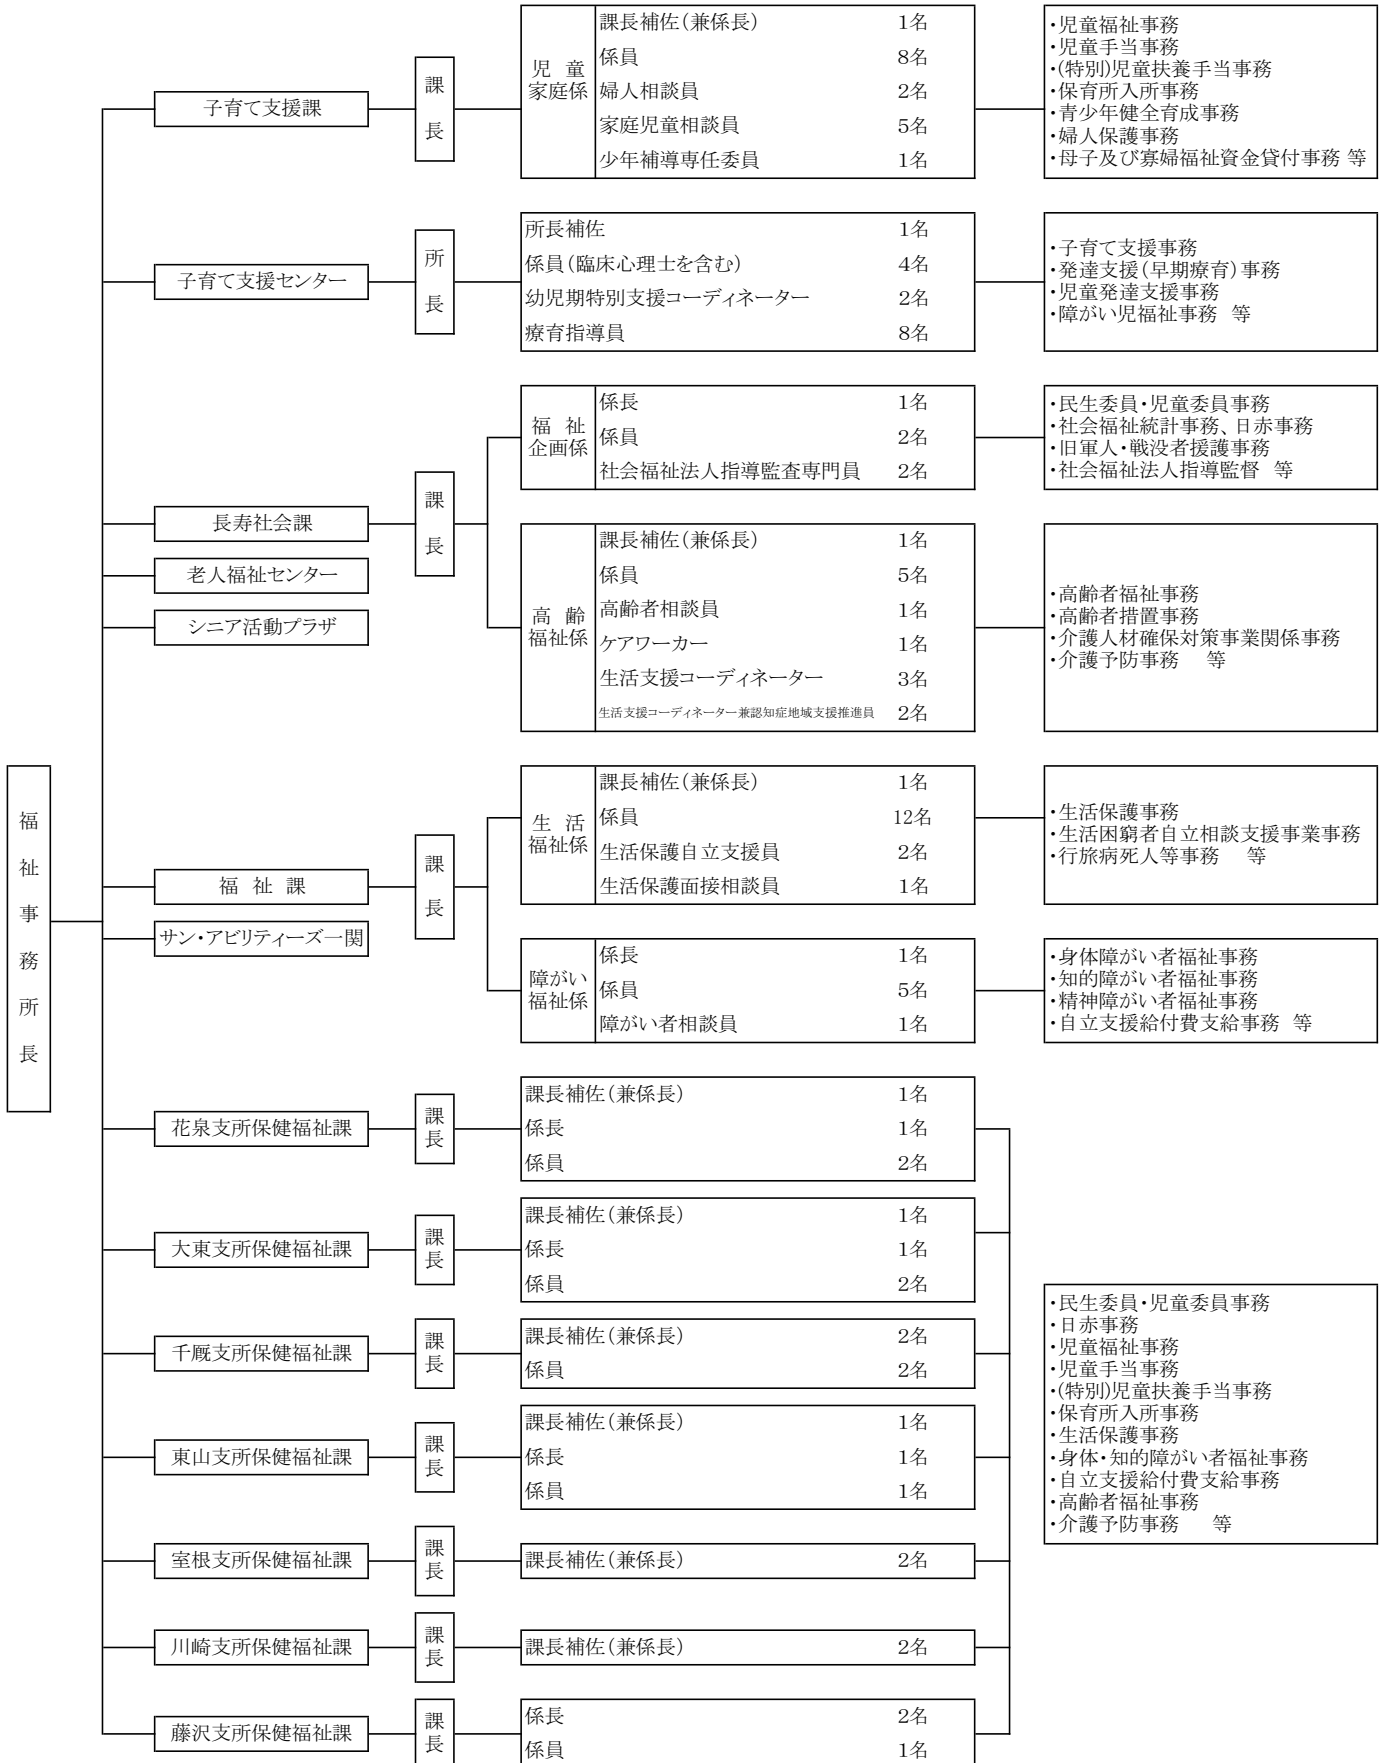 福祉事務所長
子育て支援課
課長
児童家庭係
課長補佐(兼係長) 1名
係員 8名
婦人相談員 2名
家庭児童相談員 5名
少年補導専任委員 1名
・児童福祉事務
・児童手当事務
・(特別)児童扶養手当事務
・保育所入所事務
・青少年健全育成事務
・婦人保護事務
・母子及び寡婦福祉資金貸付事務 等
子育て支援センター
所長
所長補佐 1名
係員(臨床心理士を含む) 4名
幼児期特別支援コーディネーター 2名
療育指導員 8名
・子育て支援事務
・発達支援(早期療育)事務
・児童発達支援事務
・障がい児福祉事務 等
長寿社会課
老人福祉センター
シニア活動プラザ
課長
福祉企画係
係長 1名
係員 2名
社会福祉法人指導監査専門員 2名
・民生委員・児童委員事務
・社会福祉統計事務、日赤事務
・旧軍人・戦没者援護事務
・社会福祉法人指導監督 等
高齢福祉係
課長補佐(兼係長) 1名
係員 5名
高齢者相談員 1名
ケアワーカー 1名
生活支援コーディネーター 3名
生活支援コーディネーター兼認知症地域支援推進員 2名
・高齢者福祉事務
・高齢者措置事務
・介護人材確保対策事業関係事務
・介護予防事務 等
福祉課
サン・アビリティーズ一関
課長
生活福祉係
課長補佐(兼係長) 1名
係員 12名
生活保護自立支援員 2名
生活保護面接相談員 1名
・生活保護事務
・生活困窮者自立相談支援事業事務
・行旅病死人等事務 等
障がい福祉係
係長 1名
係員 5名
障がい者相談員 1名
・身体障がい者福祉事務
・知的障がい者福祉事務
・精神障がい者福祉事務
・自立支援給付費支給事務 等
花泉支所保健福祉課
課長
課長補佐(兼係長) 1名
係長 1名
係員 2名
大東支所保健福祉課
課長
課長補佐(兼係長) 1名
係長 1名
係員 2名
千厩支所保健福祉課
課長
課長補佐(兼係長) 2名
係員 2名
東山支所保健福祉課
課長
課長補佐(兼係長) 1名
係長 1名
係員 1名
室根支所保健福祉課
課長
課長補佐(兼係長) 2名
川崎支所保健福祉課
課長
課長補佐(兼係長) 2名
藤沢支所保健福祉課
課長
係長 2名
係員 1名
・民生委員・児童委員事務
・日赤事務
・児童福祉事務
・児童手当事務
・(特別)児童扶養手当事務
・保育所入所事務
・生活保護事務
・身体・知的障がい者福祉事務
・自立支援給付費支給事務
・高齢者福祉事務
・介護予防事務 等